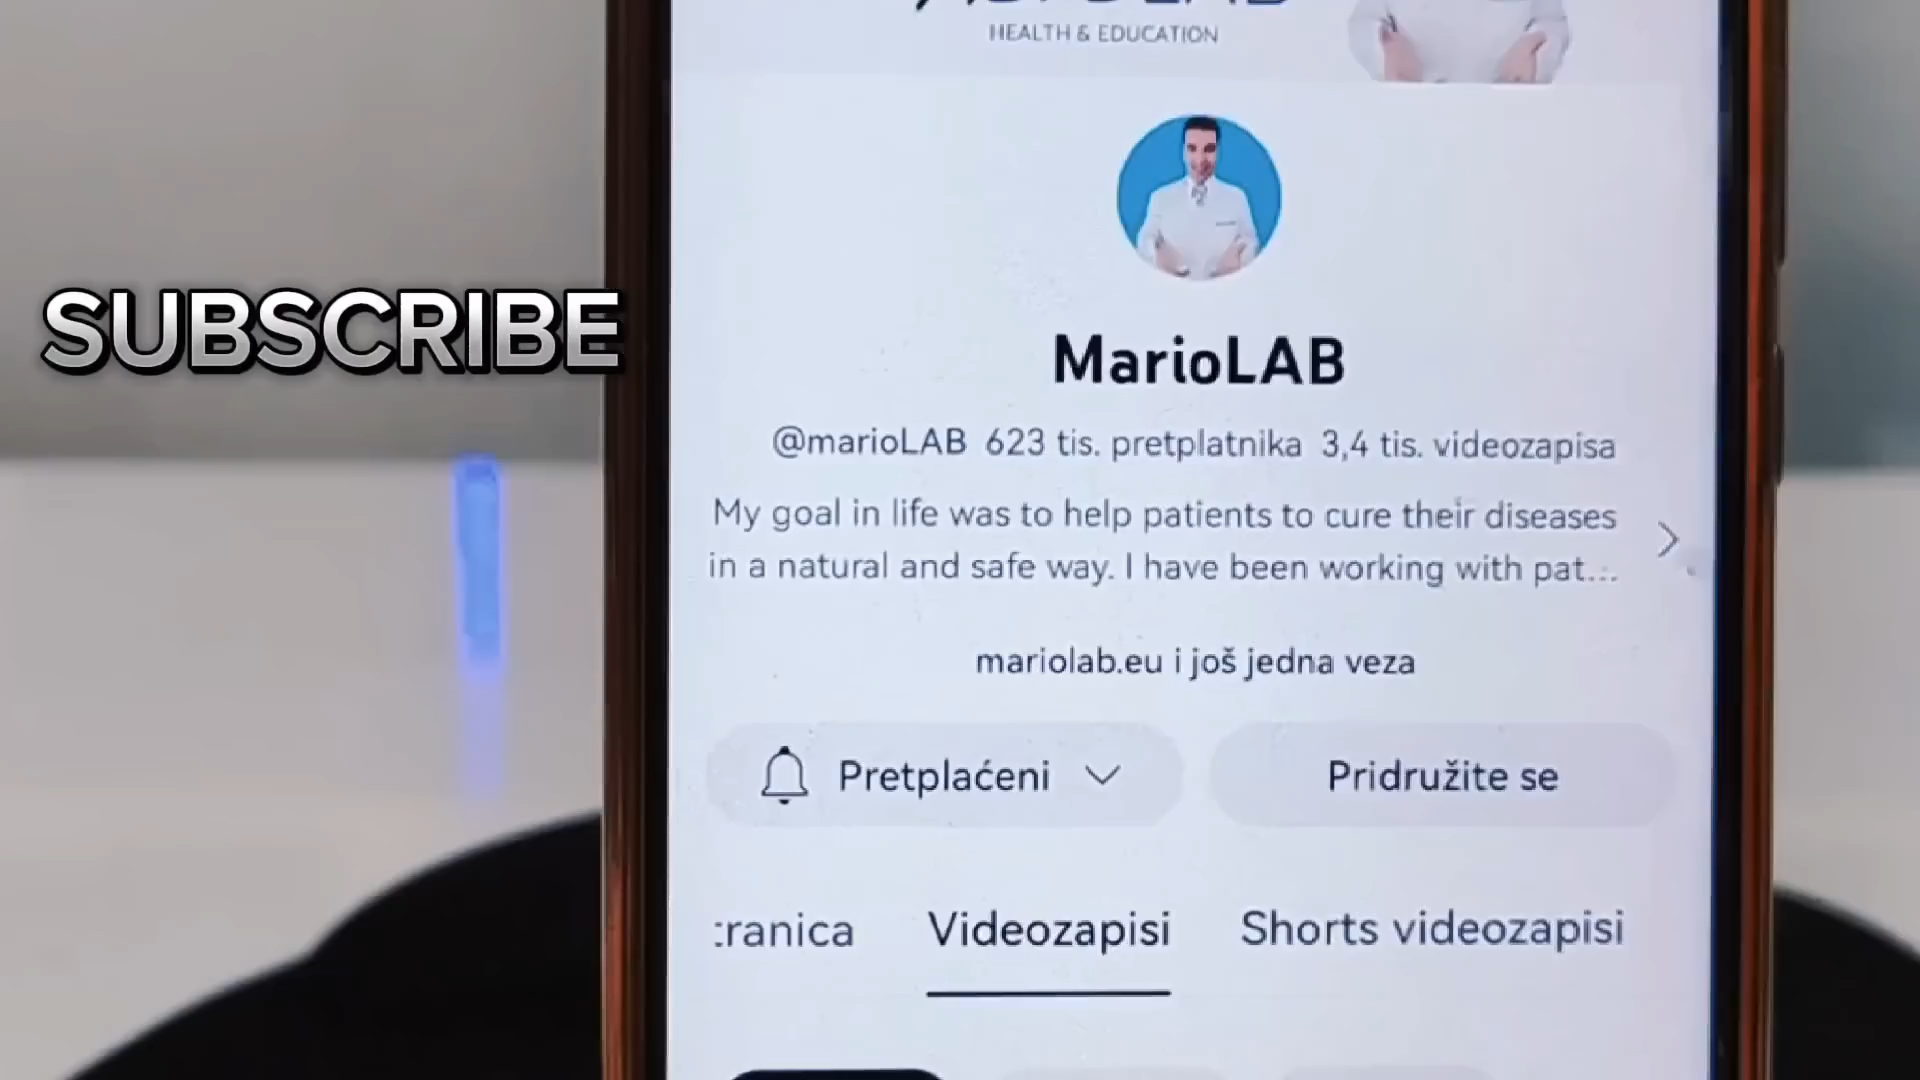 HEALTH & EDUCATION
SUBSCRIBE
MarioLAB
@marioLAB 623 tis. pretplatnika 3,4 tis. videozapisa
My goal in life was to help patients to cure their diseases
in a natural and safe way. I have been working with pat...
mariolab.eu i još jedna veza
Pretplaćeni
Pridružite se
ranica Videozapisi Shorts videozapisi